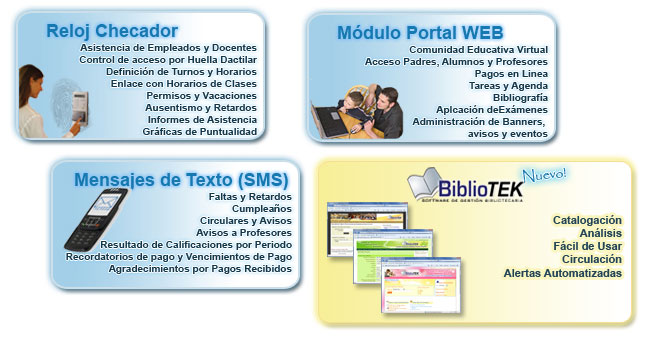 Reloj Checador
Asistencia de Empleados y Docentes
Control de acceso por Huella Dactilar
Definición de Turnos y Horarios
Enlace con Horarios de Clases
Permisos y Vacaciones
Ausentismo y Retardos
Informes de Asistencia
Gráficas de Puntualidad
Módulo Portal WEB
Comunidad Educativa Virtual
Acceso Padres, Alumnos y Profesores
Pagos en Linea
Tareas y Agenda
Bibliografía
Aplcación deExámenes
Administración de Banners,
avisos y eventos
Mensajes de Texto (SMS)
Faltas y Retardos
Cumpleaños
Circulares y Avisos
Avisos a Profesores
Resultado de Calificaciones por Periodo
Recordatorios de pago y Vencimientos de Pago
Agradecimientos por Pagos Recibidos
BiblioTEK
Nuevo!
SOFTWARE DE GESTIÓN BIBLIOTECARIA
Catalogación
Análisis
Fácil de Usar
Circulación
Alertas Automatizadas